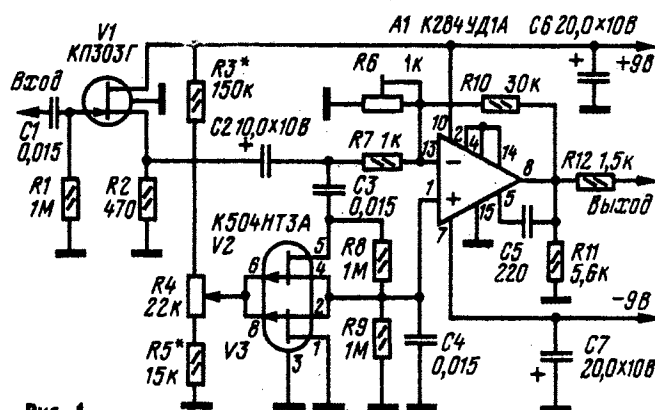 V1
КП303Г
Вход
C1
0,015
R1
1М
R2
470
R3*
150к
C2 10,0×10В
+
R6
1к
R7 1к
C3
0,015
К504НТ3А
V2
V3
5
4
6
2
8
1
3
R4
22к
R5*
15к
R8
1М
R9
1М
C4
0,015
A1 К284УД1А
10
2
4
14
13
1
8
5
15
7
R10 30к
C6 20,0×10В
+
+9В
R12 1,5к
Выход
C5
220
R11
5,6к
-9В
C7
20,0×10В
+
Рис. 1